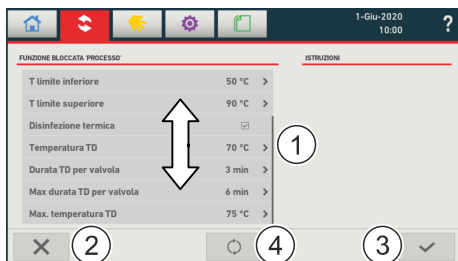 1-Giu-2020
10:00
?
FUNZIONE BLOCCATA 'PROCESSO'
ISTRUZIONI
T limite inferiore 50 °C >
T limite superiore 90 °C >
Disinfezione termica
Temperatura TD 70 °C >
Durata TD per valvola 3 min >
Max durata TD per valvola 6 min >
Max. temperatura TD 75 °C >
1
2
4
3